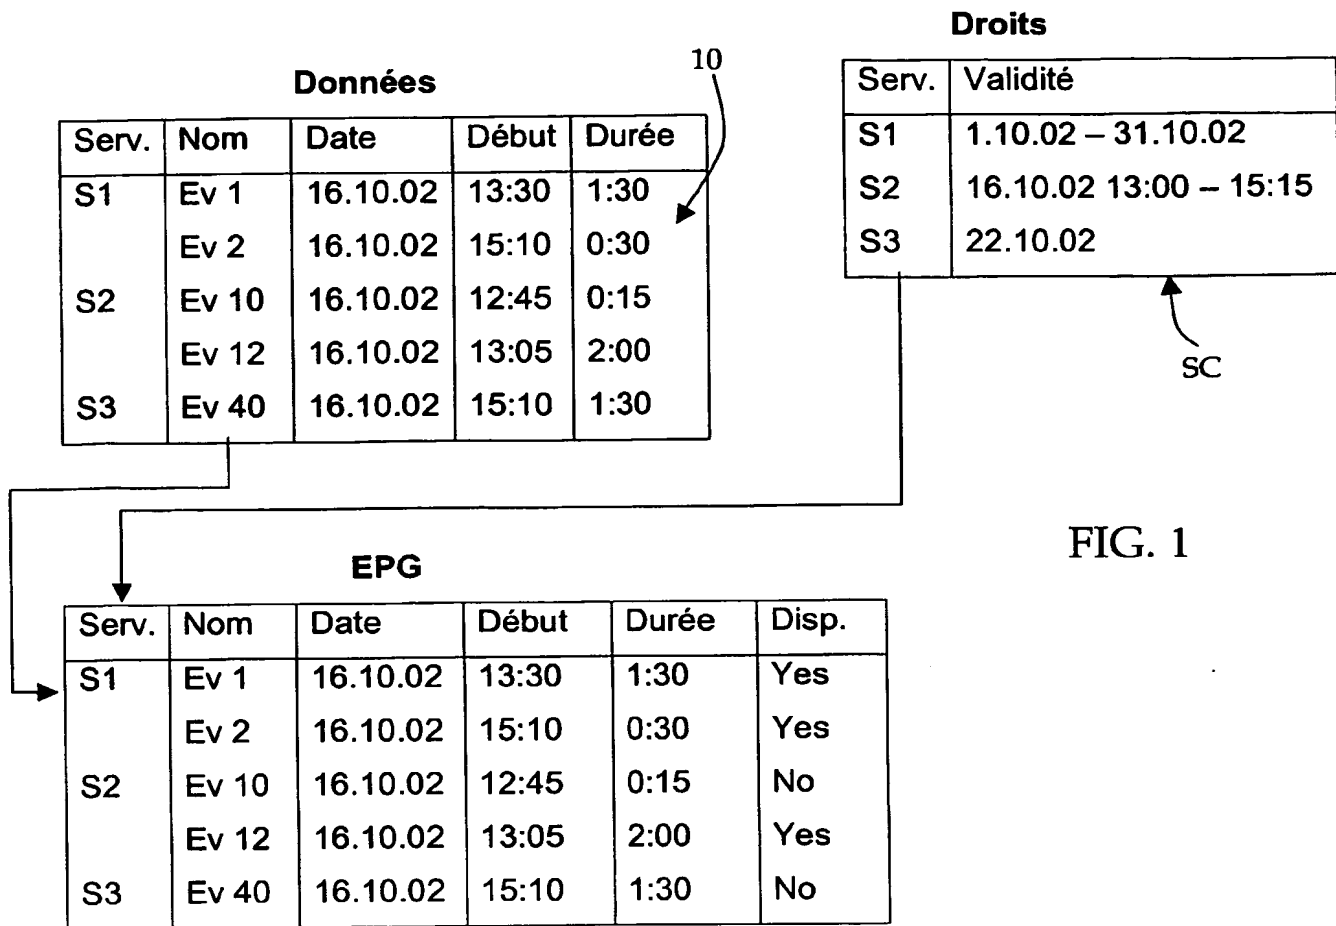 Droits
Serv. Validité
S1 1.10.02 – 31.10.02
S2 16.10.02 13:00 – 15:15
S3 22.10.02
SC
10
Données
Serv. Nom Date Début Durée
S1 Ev 1 16.10.02 13:30 1:30
Ev 2 16.10.02 15:10 0:30
S2 Ev 10 16.10.02 12:45 0:15
Ev 12 16.10.02 13:05 2:00
S3 Ev 40 16.10.02 15:10 1:30
FIG. 1
EPG
Serv. Nom Date Début Durée Disp.
S1 Ev 1 16.10.02 13:30 1:30 Yes
Ev 2 16.10.02 15:10 0:30 Yes
S2 Ev 10 16.10.02 12:45 0:15 No
Ev 12 16.10.02 13:05 2:00 Yes
S3 Ev 40 16.10.02 15:10 1:30 No